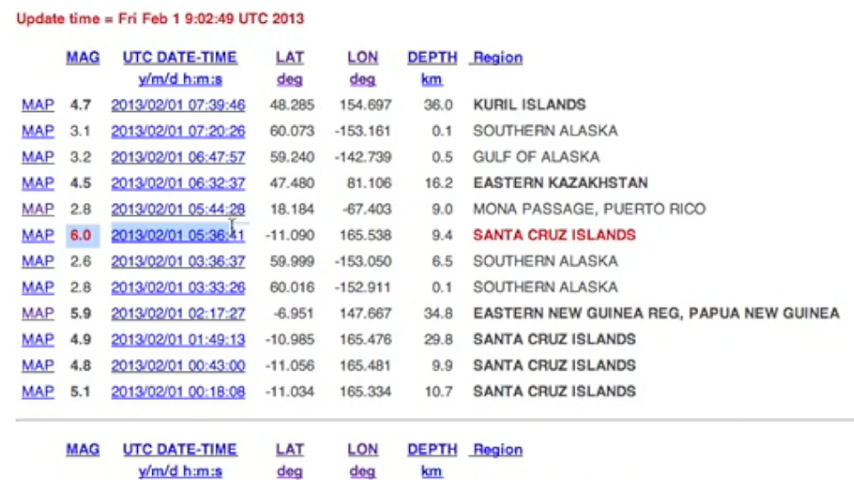 Update time = Fri Feb 1 9:02:49 UTC 2013
MAG UTC DATE-TIME LAT LON DEPTH Region
y/m/d h:m:s deg deg km
MAP 4.7 2013/02/01 07:39:46 48.285 154.697 36.0 KURIL ISLANDS
MAP 3.1 2013/02/01 07:20:26 60.073 -153.161 0.1 SOUTHERN ALASKA
MAP 3.2 2013/02/01 06:47:57 59.240 -142.739 0.5 GULF OF ALASKA
MAP 4.5 2013/02/01 06:32:37 47.480 81.106 16.2 EASTERN KAZAKHSTAN
MAP 2.8 2013/02/01 05:44:28 18.184 -67.403 9.0 MONA PASSAGE, PUERTO RICO
MAP 6.0 2013/02/01 05:36:41 -11.090 165.538 9.4 SANTA CRUZ ISLANDS
MAP 2.6 2013/02/01 03:36:37 59.999 -153.050 6.5 SOUTHERN ALASKA
MAP 2.8 2013/02/01 03:33:26 60.016 -152.911 0.1 SOUTHERN ALASKA
MAP 5.9 2013/02/01 02:17:27 -6.951 147.667 34.8 EASTERN NEW GUINEA REG, PAPUA NEW GUINEA
MAP 4.9 2013/02/01 01:49:13 -10.985 165.476 29.8 SANTA CRUZ ISLANDS
MAP 4.8 2013/02/01 00:43:00 -11.056 165.481 9.9 SANTA CRUZ ISLANDS
MAP 5.1 2013/02/01 00:18:08 -11.034 165.334 10.7 SANTA CRUZ ISLANDS
MAG UTC DATE-TIME LAT LON DEPTH Region
y/m/d h:m:s deg deg km